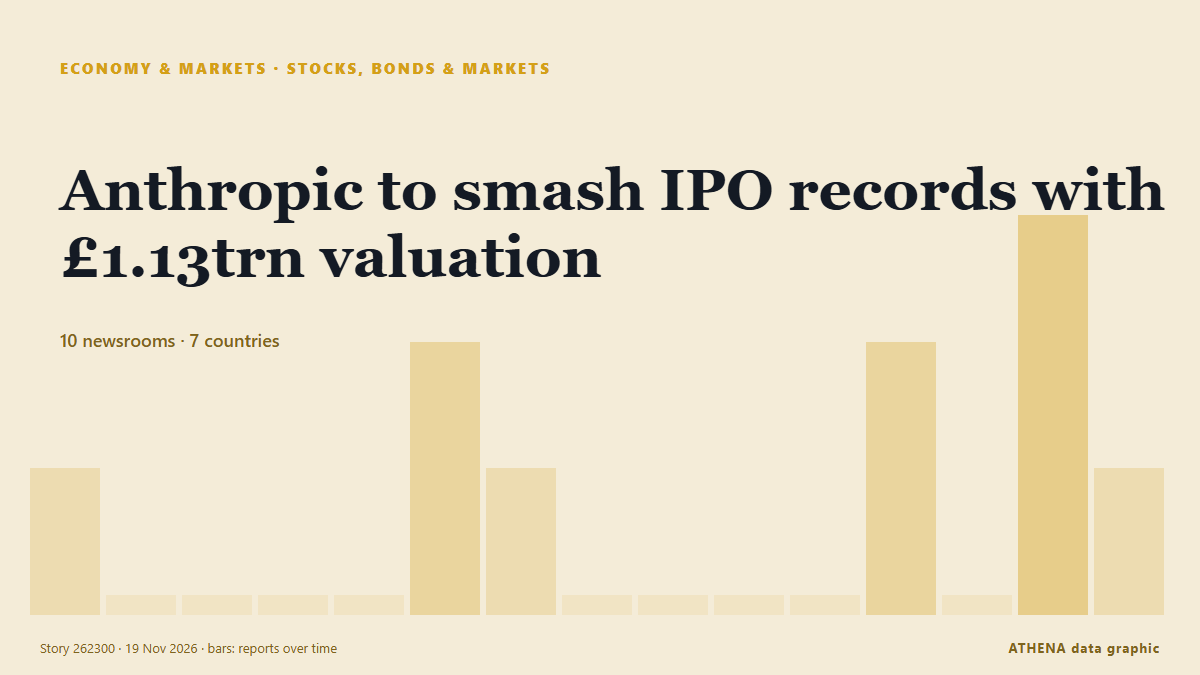 ECONOMY & MARKETS · STOCKS, BONDS & MARKETS
Anthropic to smash IPO records with
£1.13trn valuation
10 newsrooms · 7 countries
Story 262300 · 19 Nov 2026 · bars: reports over time
ATHENA data graphic